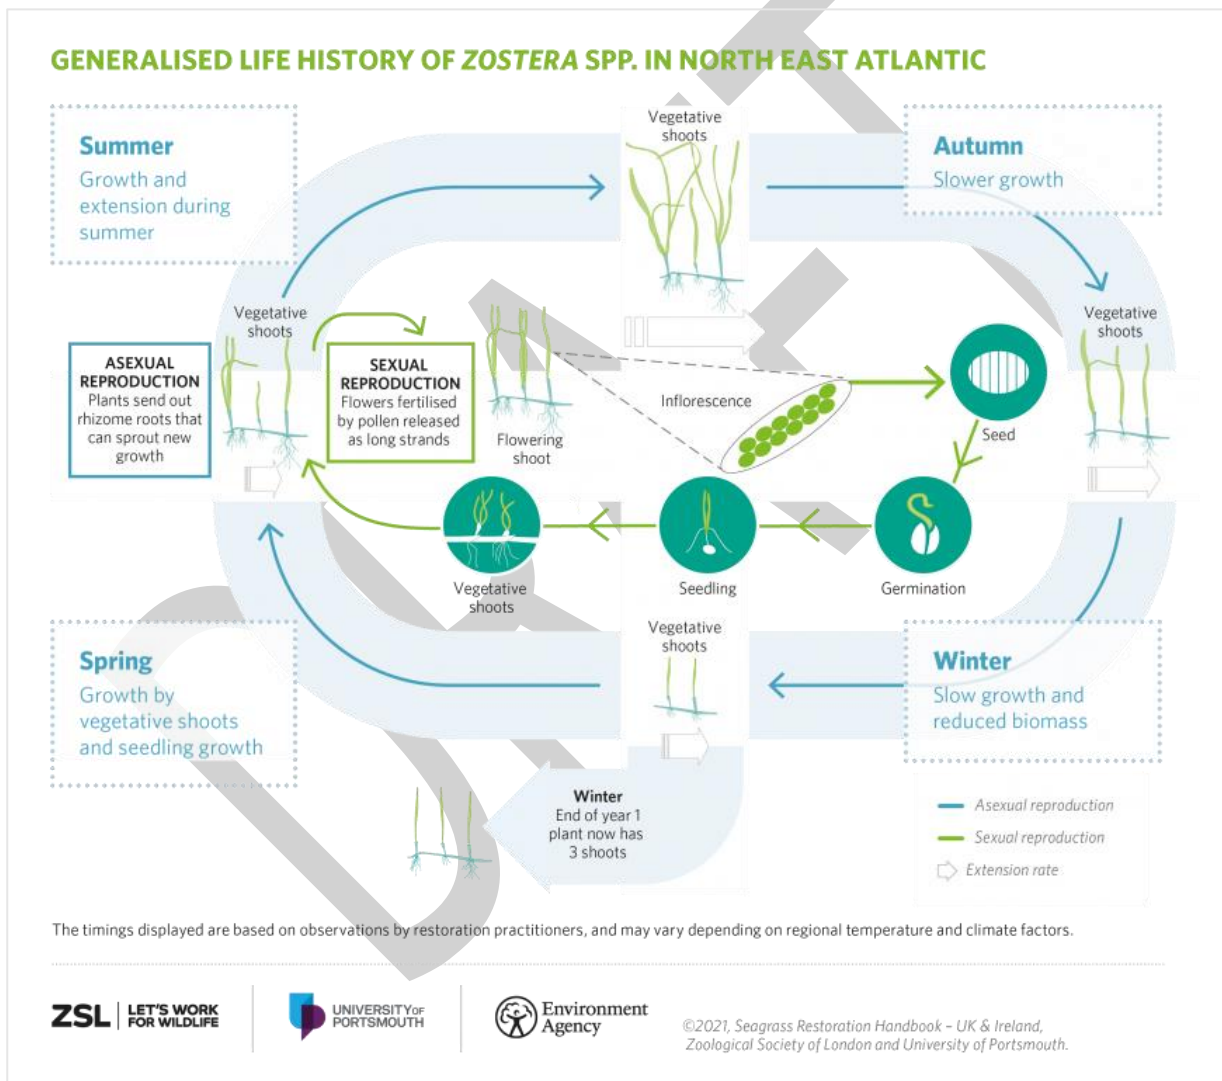 GENERALISED LIFE HISTORY OF ZOSTERA SPP. IN NORTH EAST ATLANTIC
Summer
Growth and
extension during
summer
Vegetative
shoots
Autumn
Slower growth
Vegetative
shoots
ASEXUAL
REPRODUCTION
Plants send out
rhizome roots that
can sprout new
growth
SEXUAL
REPRODUCTION
Flowers fertilised
by pollen released
as long strands
Flowering
shoot
Inflorescence
Seed
Vegetative
shoots
Vegetative
shoots
Seedling
Germination
Spring
Growth by
vegetative shoots
and seedling growth
Vegetative
shoots
Winter
Slow growth and
reduced biomass
Winter
End of year 1
plant now has
3 shoots
Asexual reproduction
Sexual reproduction
Extension rate
The timings displayed are based on observations by restoration practitioners, and may vary depending on regional temperature and climate factors.
ZSL
LET'S WORK
FOR WILDLIFE
UNIVERSITY OF
PORTSMOUTH
Environment
Agency
©2021, Seagrass Restoration Handbook – UK & Ireland,
Zoological Society of London and University of Portsmouth.
DRAFT